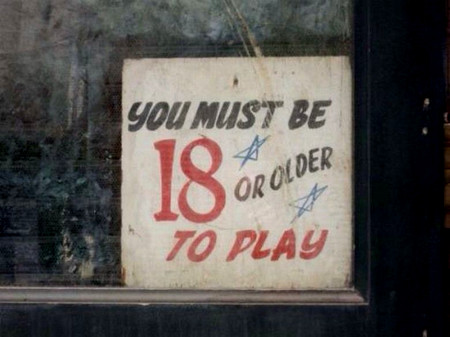 YOU MUST BE
18 OR OLDER
TO PLAY